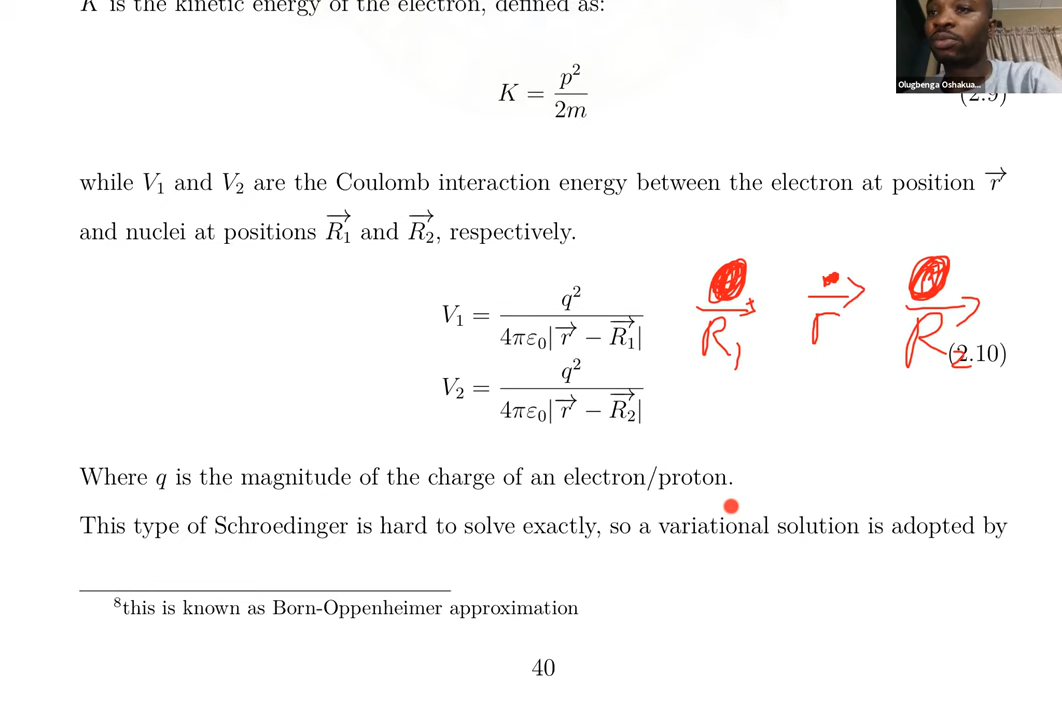 K is the kinetic energy of the electron, defined as:
Olugbenga Oshakua...
K = p²/2m
(2.9)
while V₁ and V₂ are the Coulomb interaction energy between the electron at position r⃗
and nuclei at positions R⃗₁ and R⃗₂, respectively.
V₁ = q²/4πε₀|r⃗ − R⃗₁|
R₁ r R₂
(2.10)
V₂ = q²/4πε₀|r⃗ − R⃗₂|
Where q is the magnitude of the charge of an electron/proton.
This type of Schroedinger is hard to solve exactly, so a variational solution is adopted by
⁸this is known as Born-Oppenheimer approximation
40